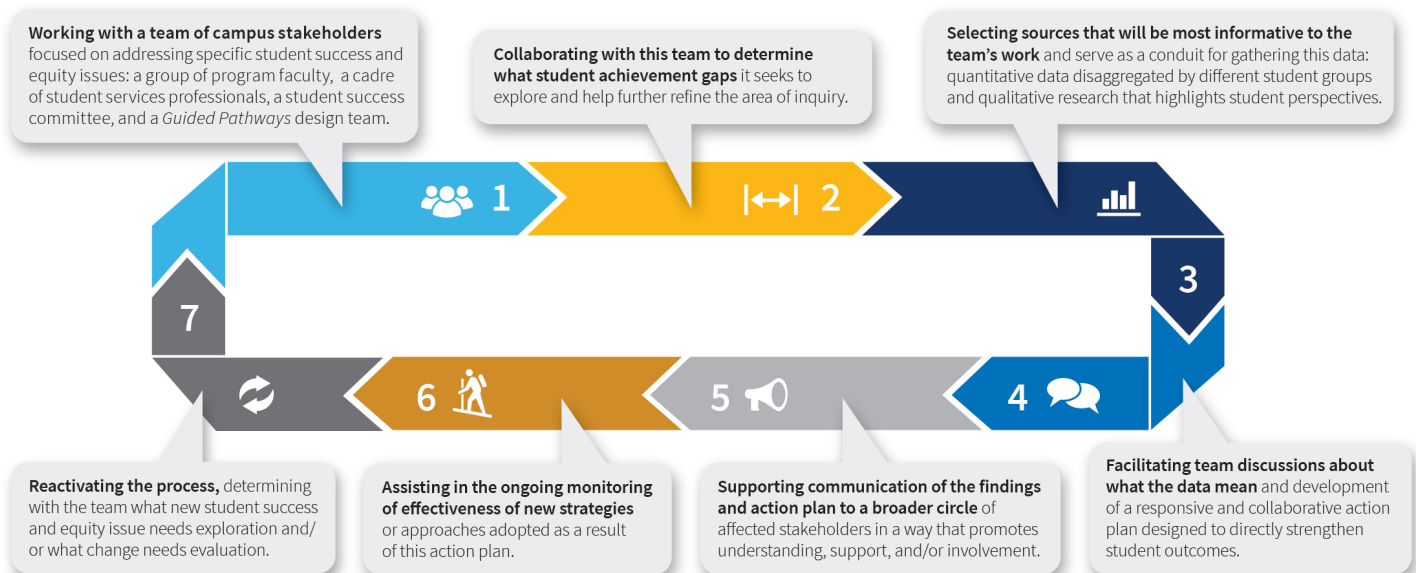 Working with a team of campus stakeholders
focused on addressing specific student success and
equity issues: a group of program faculty,  a cadre
of student services professionals, a student success
committee, and a Guided Pathways design team.
Collaborating with this team to determine
what student achievement gaps it seeks to
explore and help further refine the area of inquiry.
Selecting sources that will be most informative to the
team’s work and serve as a conduit for gathering this data:
quantitative data disaggregated by different student groups
and qualitative research that highlights student perspectives.
1
2
3
4
5
6
7
Facilitating team discussions about
what the data mean and development
of a responsive and collaborative action
plan designed to directly strengthen
student outcomes.
Supporting communication of the findings
and action plan to a broader circle of
affected stakeholders in a way that promotes
understanding, support, and/or involvement.
Assisting in the ongoing monitoring
of effectiveness of new strategies
or approaches adopted as a result
of this action plan.
Reactivating the process, determining
with the team what new student success
and equity issue needs exploration and/
or what change needs evaluation.